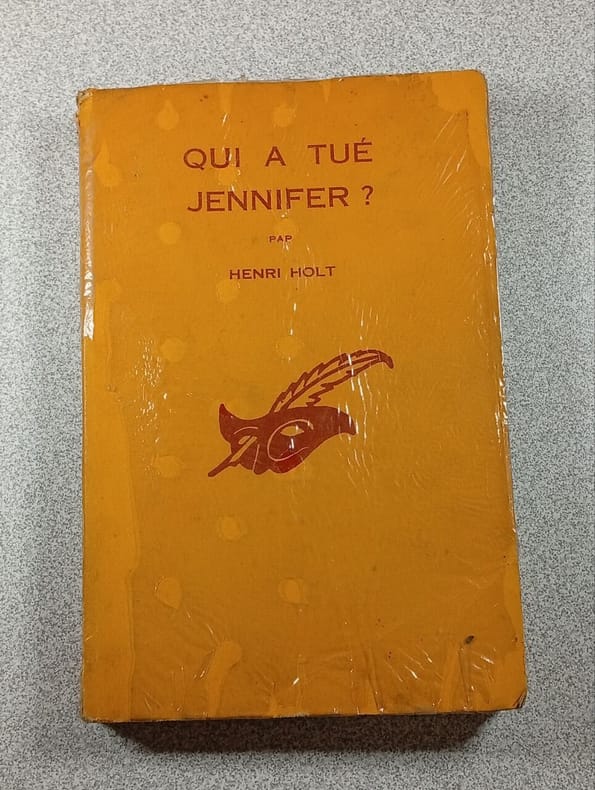 QUI A TUÉ
JENNIFER ?
PAR
HENRI HOLT